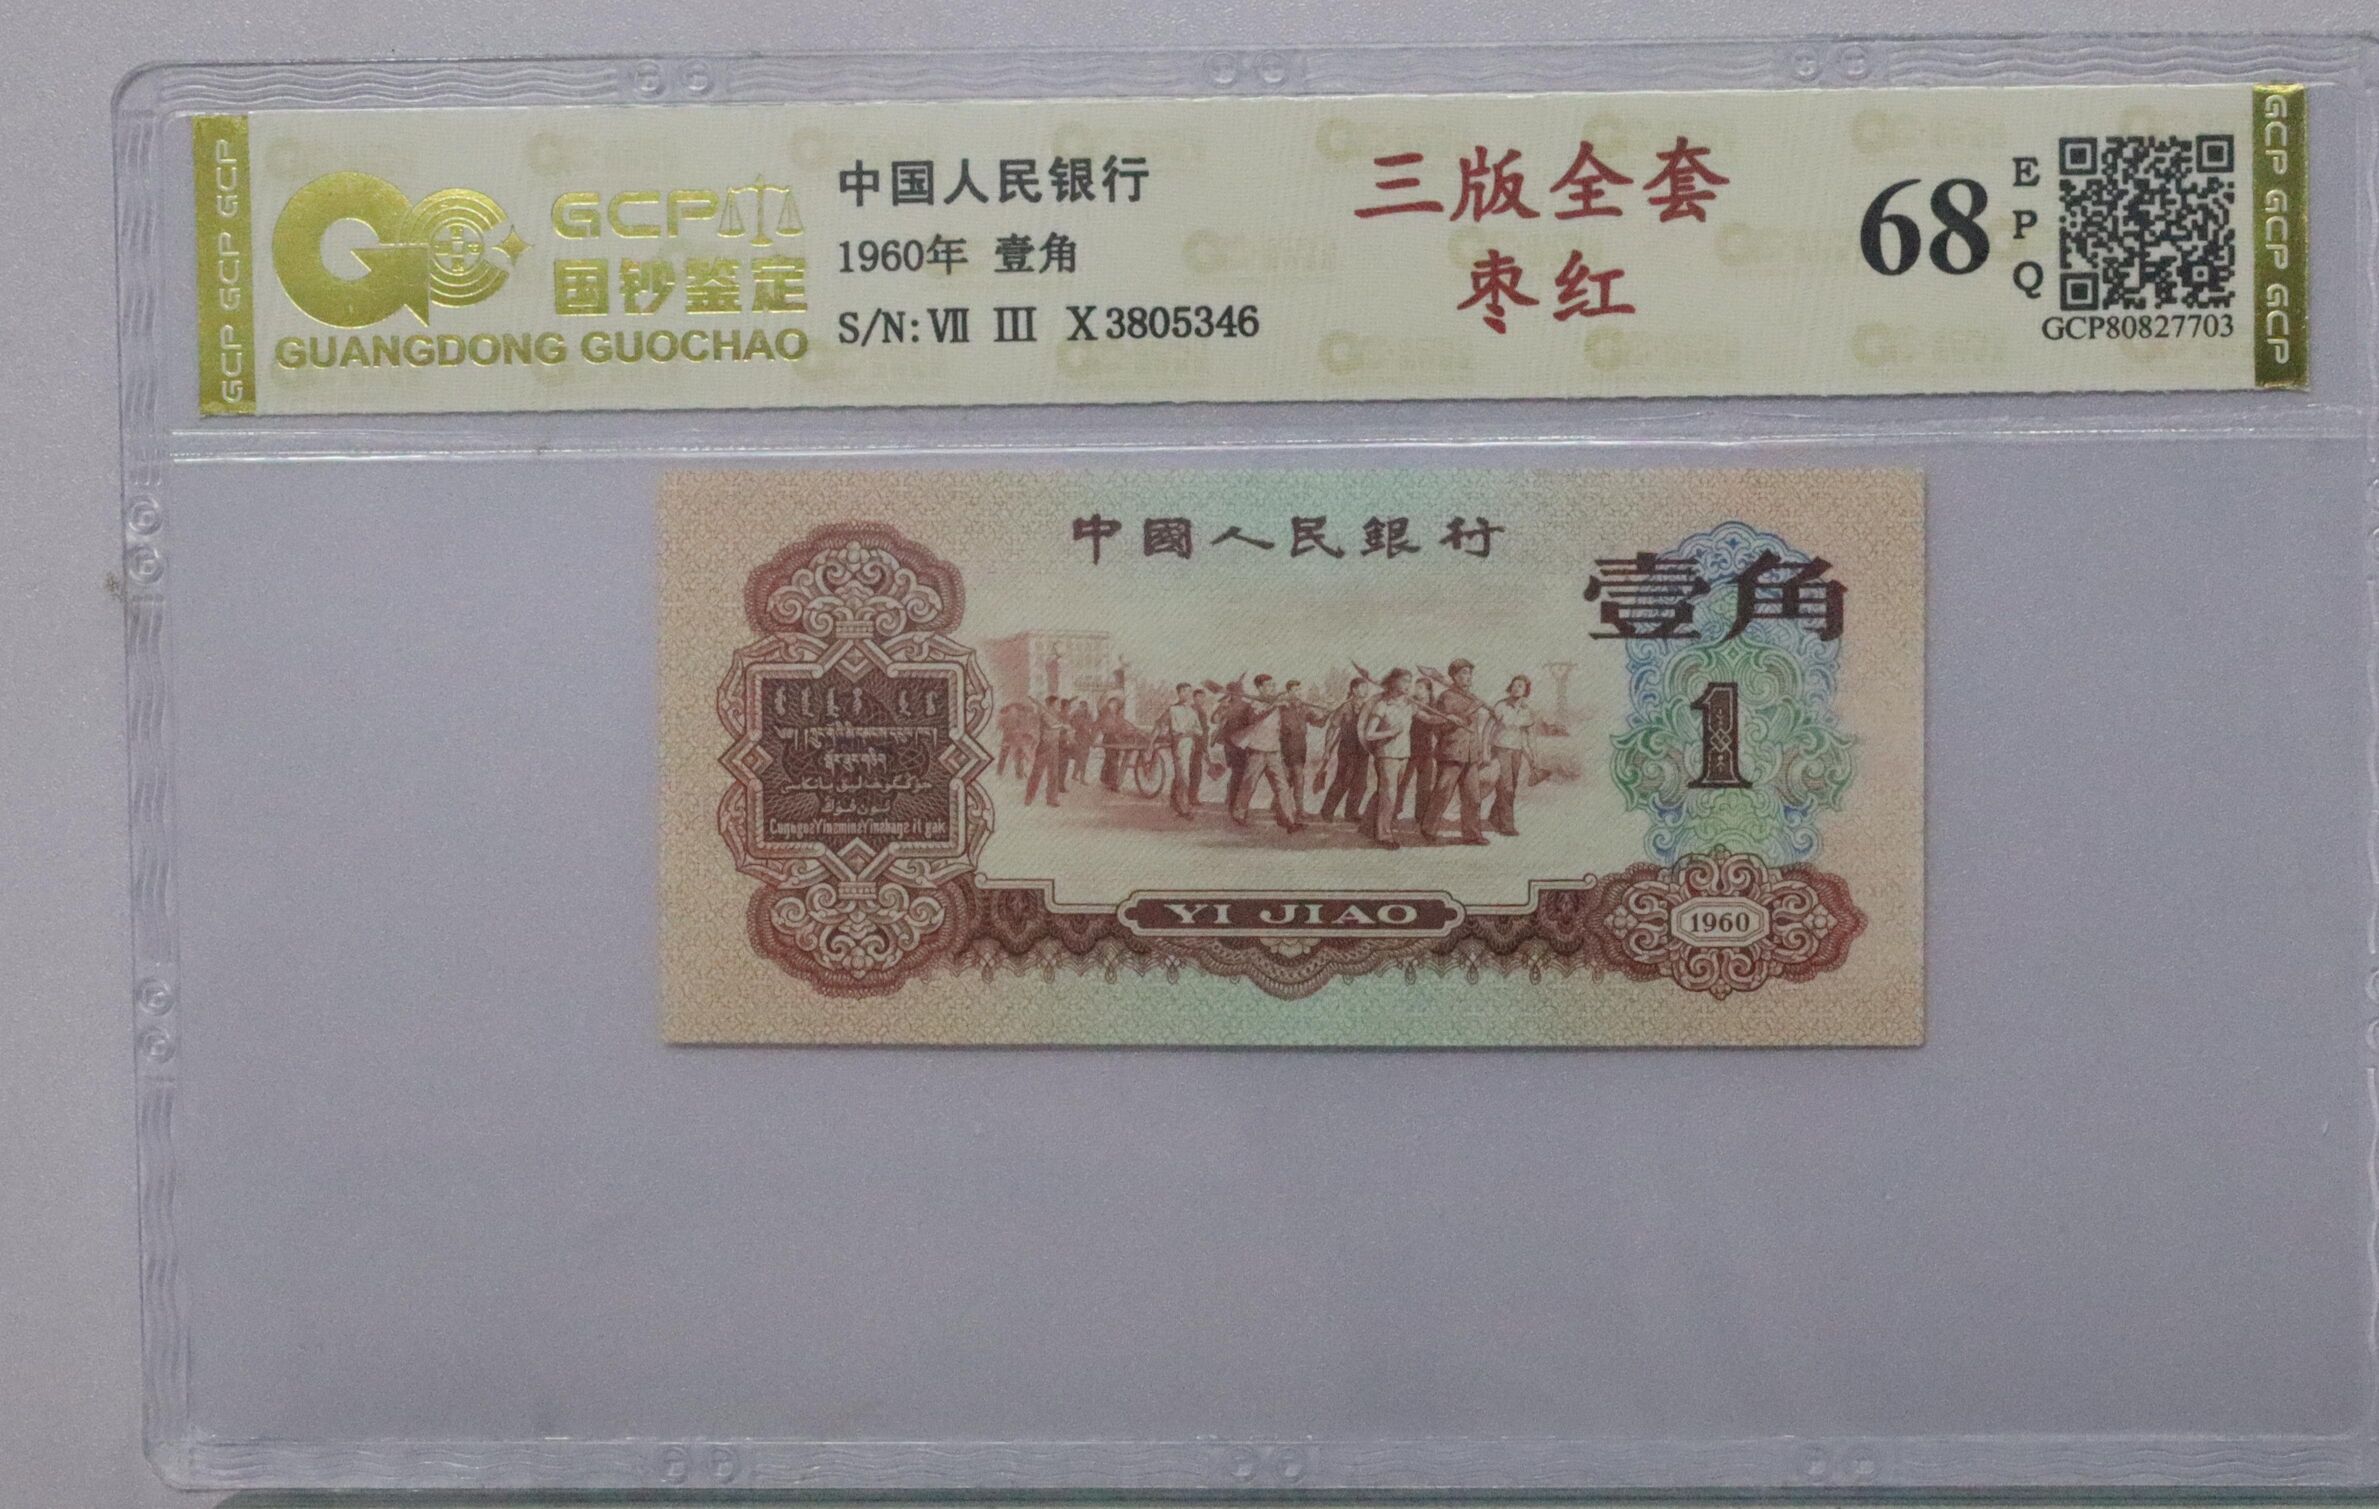 GCP 国钞鉴定
GUANGDONG GUOCHAO
中国人民银行
1960年 壹角
S/N: Ⅶ Ⅲ X 3805346
三版全套
枣红
68
EPQ
GCP80827703
GCP GCP GCP
GCP GCP GCP
中國人民銀行
壹角
1
YI JIAO
1960